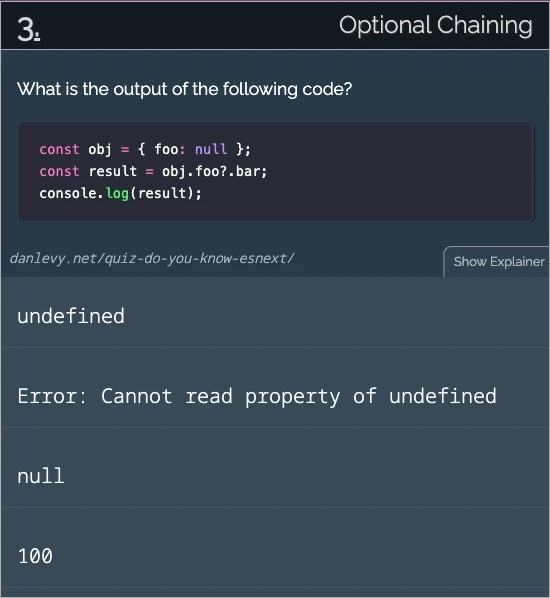 3.
Optional Chaining
What is the output of the following code?
const obj = { foo: null };
const result = obj.foo?.bar;
console.log(result);
danlevy.net/quiz-do-you-know-esnext/
Show Explainer
undefined
Error: Cannot read property of undefined
null
100